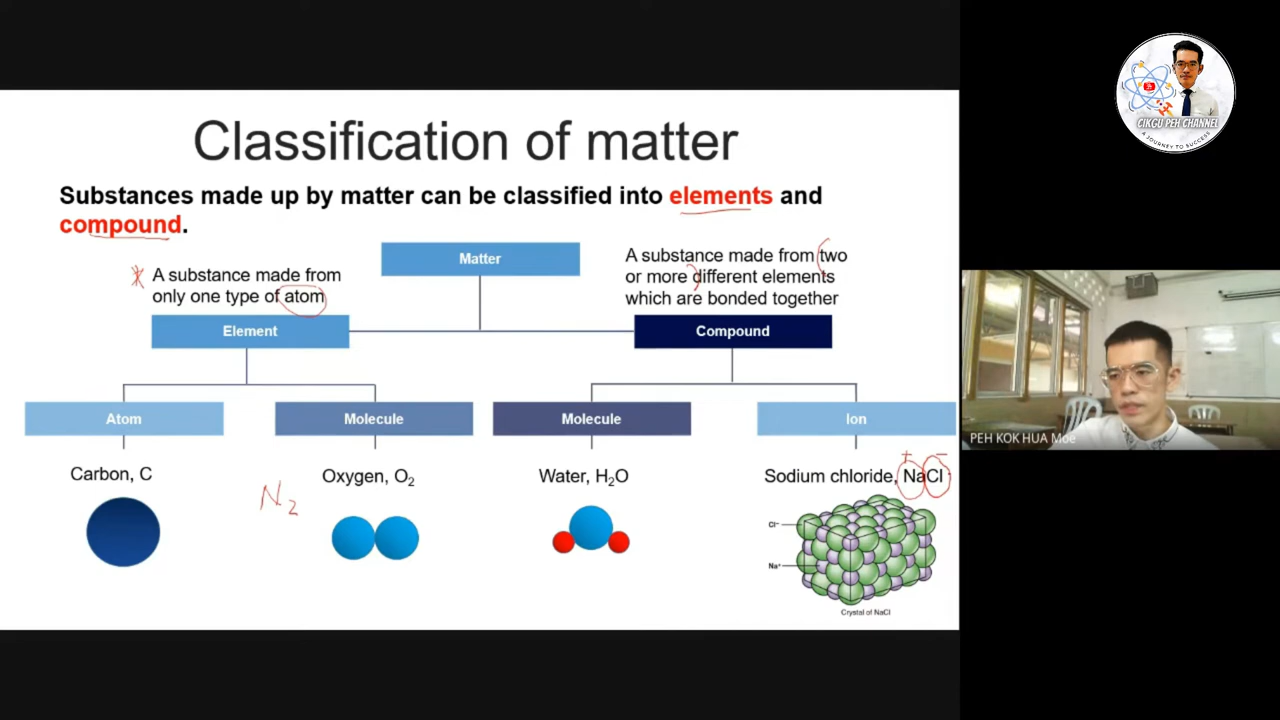 Classification of matter
Substances made up by matter can be classified into elements and
compound.
Matter
A substance made from
only one type of atom
A substance made from two
or more different elements
which are bonded together
Element
Compound
Atom
Molecule
Molecule
Ion
Carbon, C
Oxygen, O₂
Water, H₂O
Sodium chloride, NaCl
+ -
N₂
Cl⁻
Na⁺
Crystal of NaCl
CIKGU PEH CHANNEL
A JOURNEY TO SUCCESS
PEH KOK HUA Moe